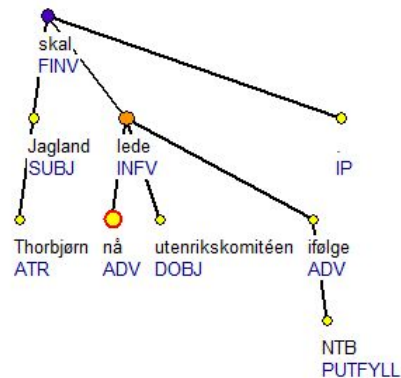 skal
FINV
Jagland lede .
SUBJ INFV IP
Thorbjørn nå utenrikskomitéen ifølge
ATR ADV DOBJ ADV
NTB
PUTFYLL